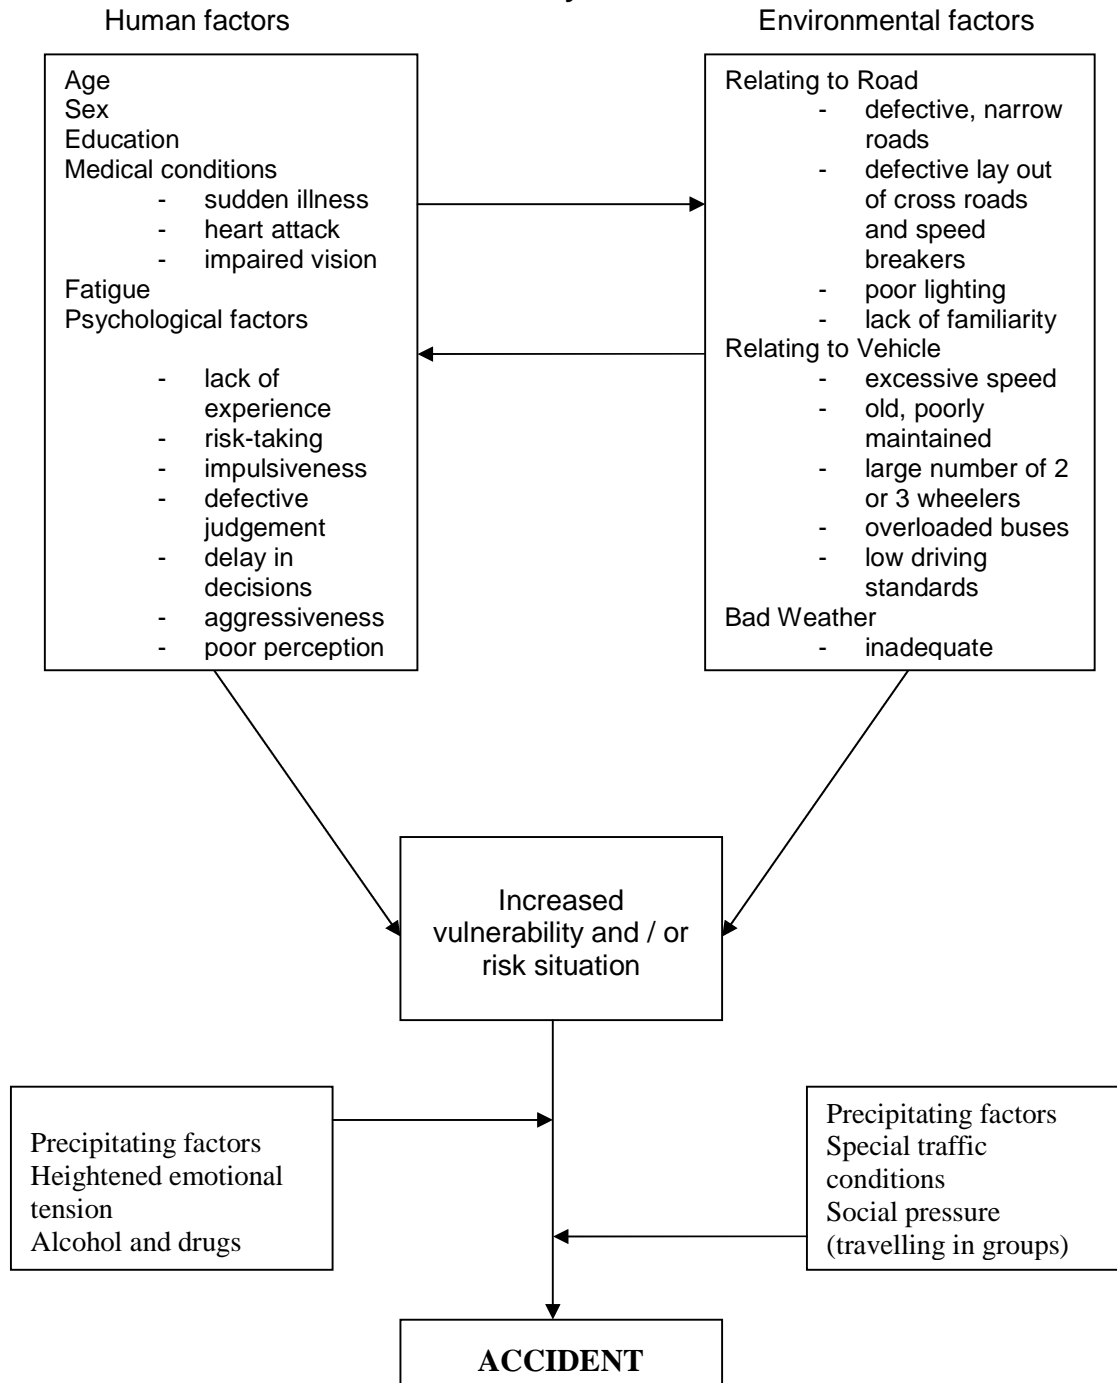 Human factors
Environmental factors
Age
Sex
Education
Medical conditions
- sudden illness
- heart attack
- impaired vision
Fatigue
Psychological factors
- lack of
experience
- risk-taking
- impulsiveness
- defective
judgement
- delay in
decisions
- aggressiveness
- poor perception
Relating to Road
- defective, narrow
roads
- defective lay out
of cross roads
and speed
breakers
- poor lighting
- lack of familiarity
Relating to Vehicle
- excessive speed
- old, poorly
maintained
- large number of 2
or 3 wheelers
- overloaded buses
- low driving
standards
Bad Weather
- inadequate
Increased
vulnerability and / or
risk situation
Precipitating factors
Heightened emotional
tension
Alcohol and drugs
Precipitating factors
Special traffic
conditions
Social pressure
(travelling in groups)
ACCIDENT